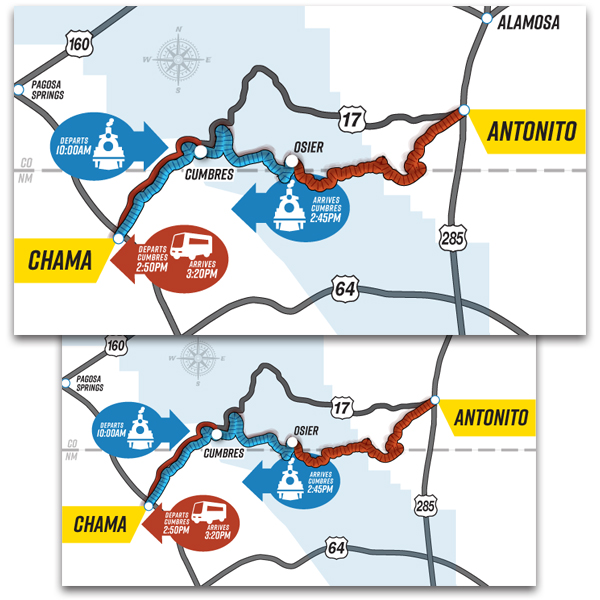 ALAMOSA
160
PAGOSA
SPRINGS
17
ANTONITO
DEPARTS
10:00AM
OSIER
CO
NM
CUMBRES
ARRIVES
CUMBRES
2:45PM
285
CHAMA
DEPARTS
CUMBRES
2:50PM
ARRIVES
3:20PM
64
N
E
S
W
160
PAGOSA
SPRINGS
17
ANTONITO
DEPARTS
10:00AM
OSIER
CO
NM
CUMBRES
ARRIVES
CUMBRES
2:45PM
285
CHAMA
DEPARTS
CUMBRES
2:50PM
ARRIVES
3:20PM
64
W
E
S